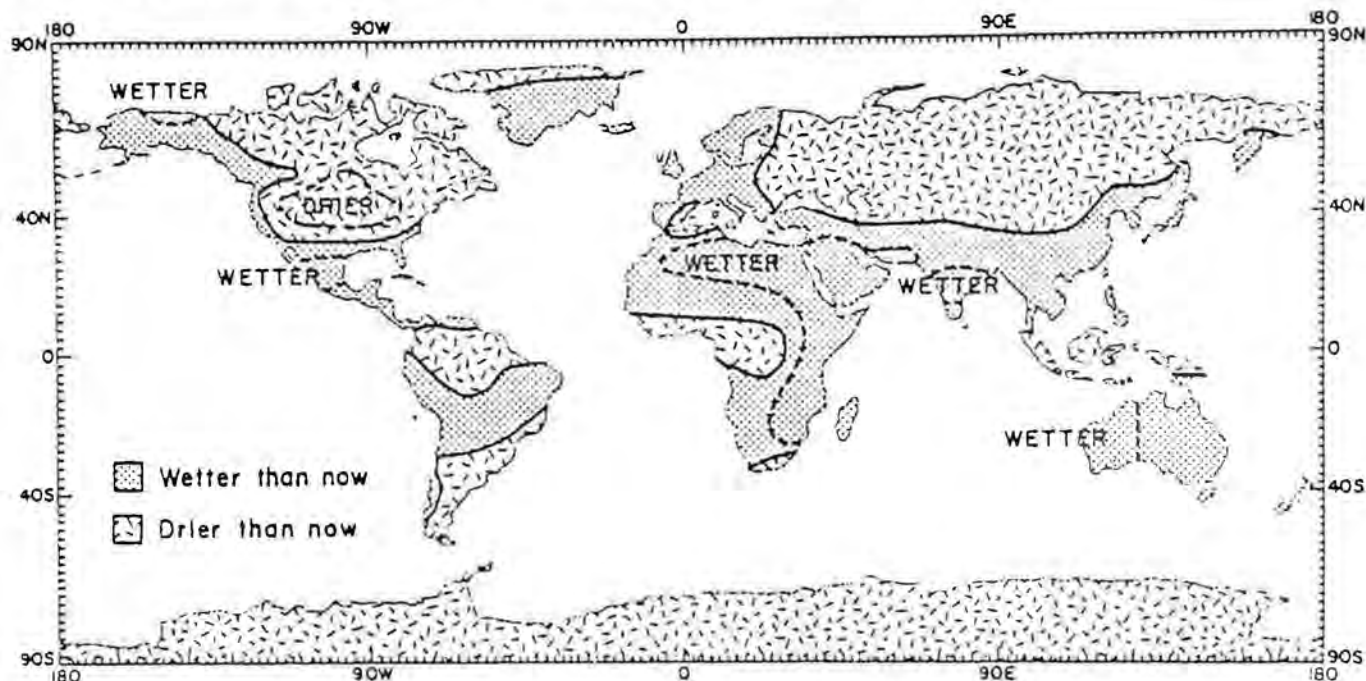 180 90W 0 90E 180
90N 90N
WETTER
40N DRIER 40N
WETTER WETTER WETTER
0 0
WETTER
Wetter than now
40S 40S
Drier than now
90S 90S
180 90W 0 90E 180